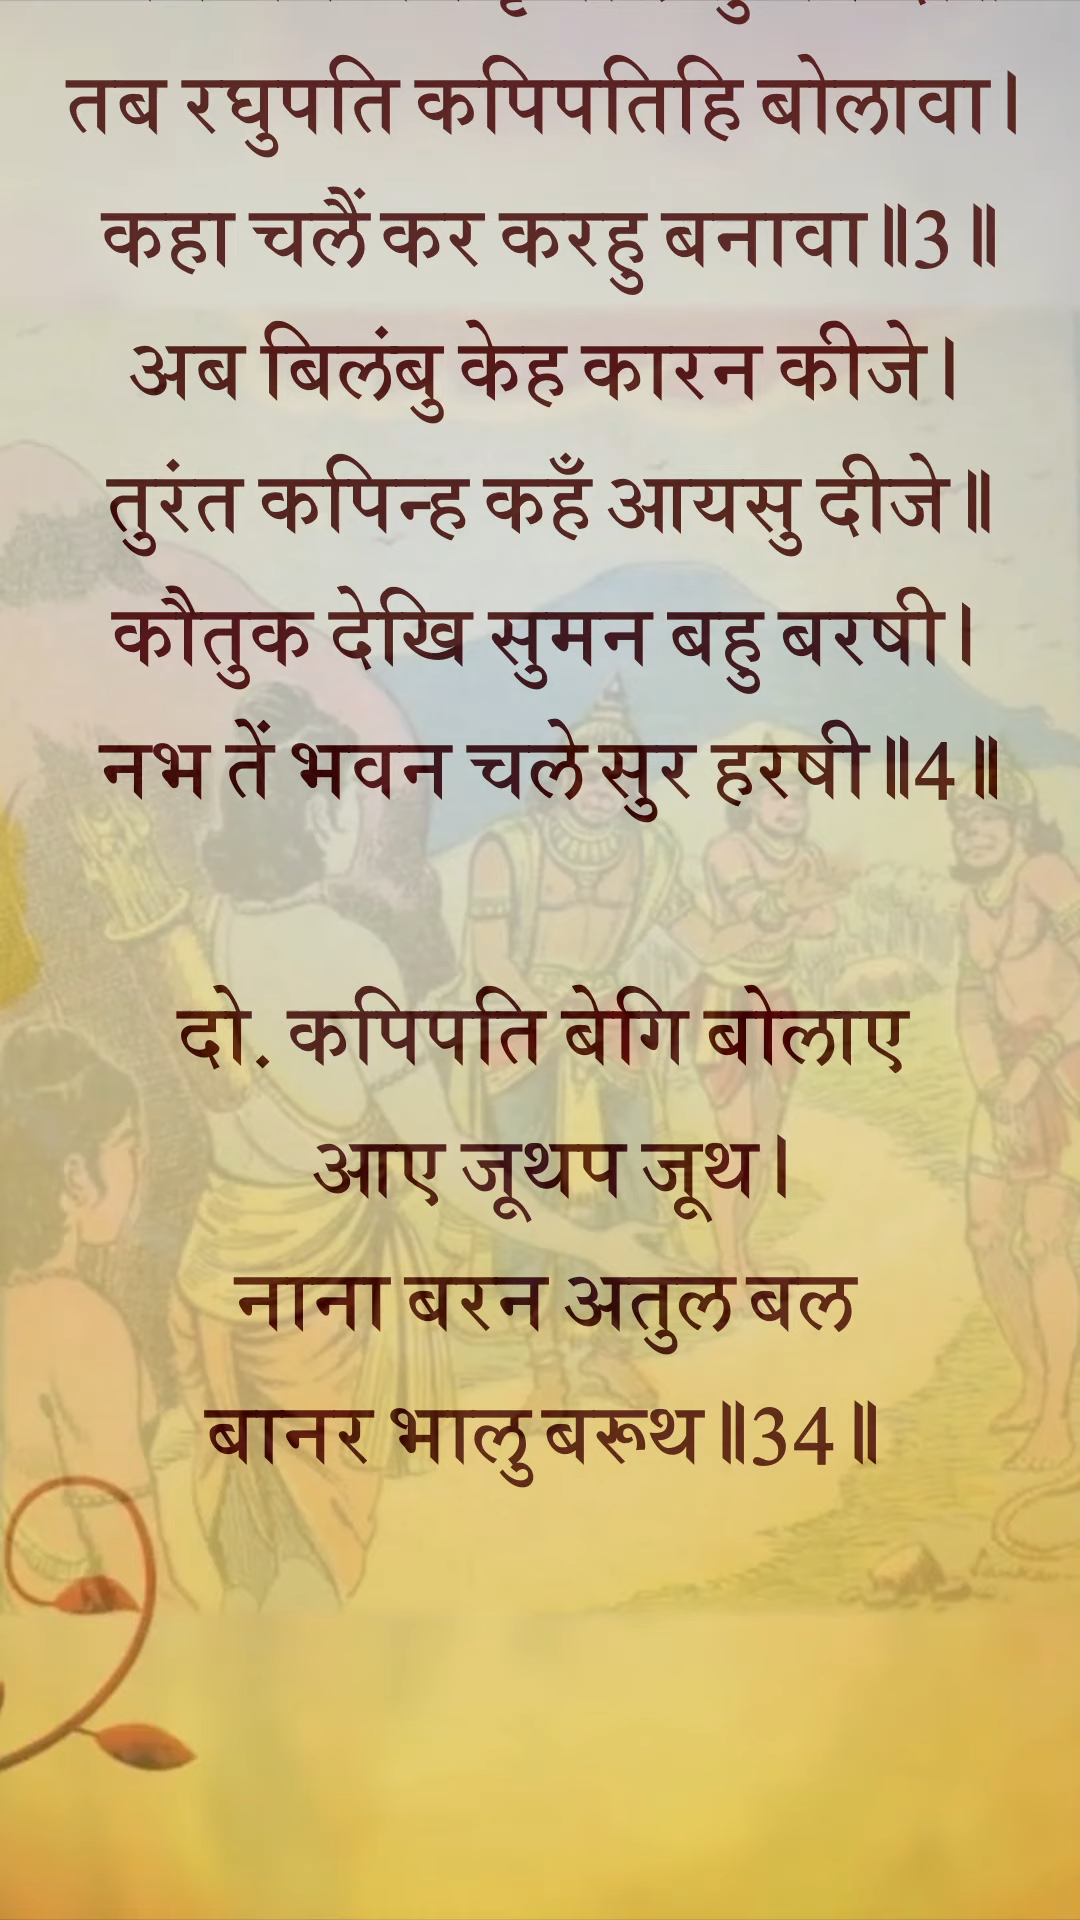 तब रघुपति कपिपतिहि बोलावा।
कहा चलैं कर करहु बनावा॥3॥
अब बिलंबु केह कारन कीजे।
तुरंत कपिन्ह कहँ आयसु दीजे॥
कौतुक देखि सुमन बहु बरषी।
नभ तें भवन चले सुर हरषी॥4॥
दो. कपिपति बेगि बोलाए
आए जूथप जूथ।
नाना बरन अतुल बल
बानर भालु बरूथ॥34॥